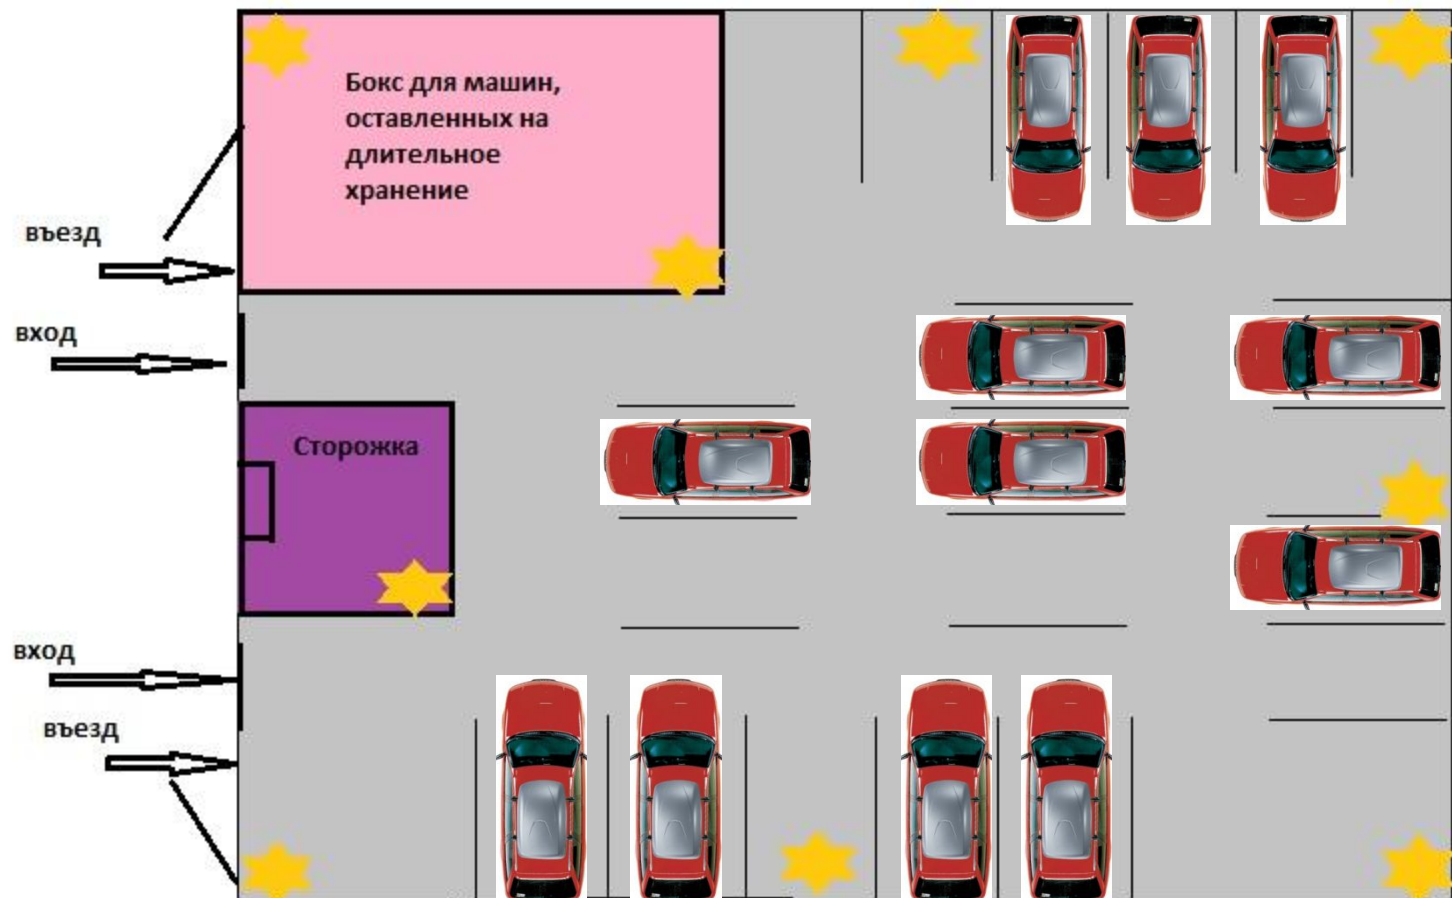 Бокс для машин,
оставленных на
длительное
хранение
въезд
вход
Сторожка
вход
въезд